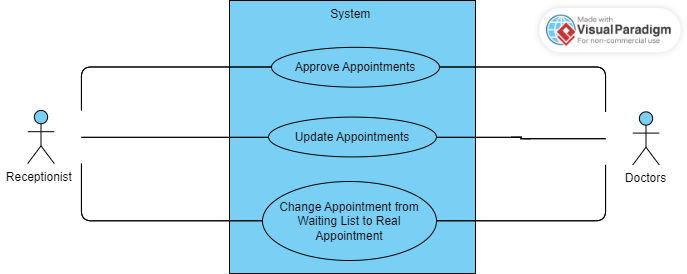 System
Made with
Visual Paradigm
For non-commercial use
Approve Appointments
Update Appointments
Receptionist
Doctors
Change Appointment from
Waiting List to Real
Appointment